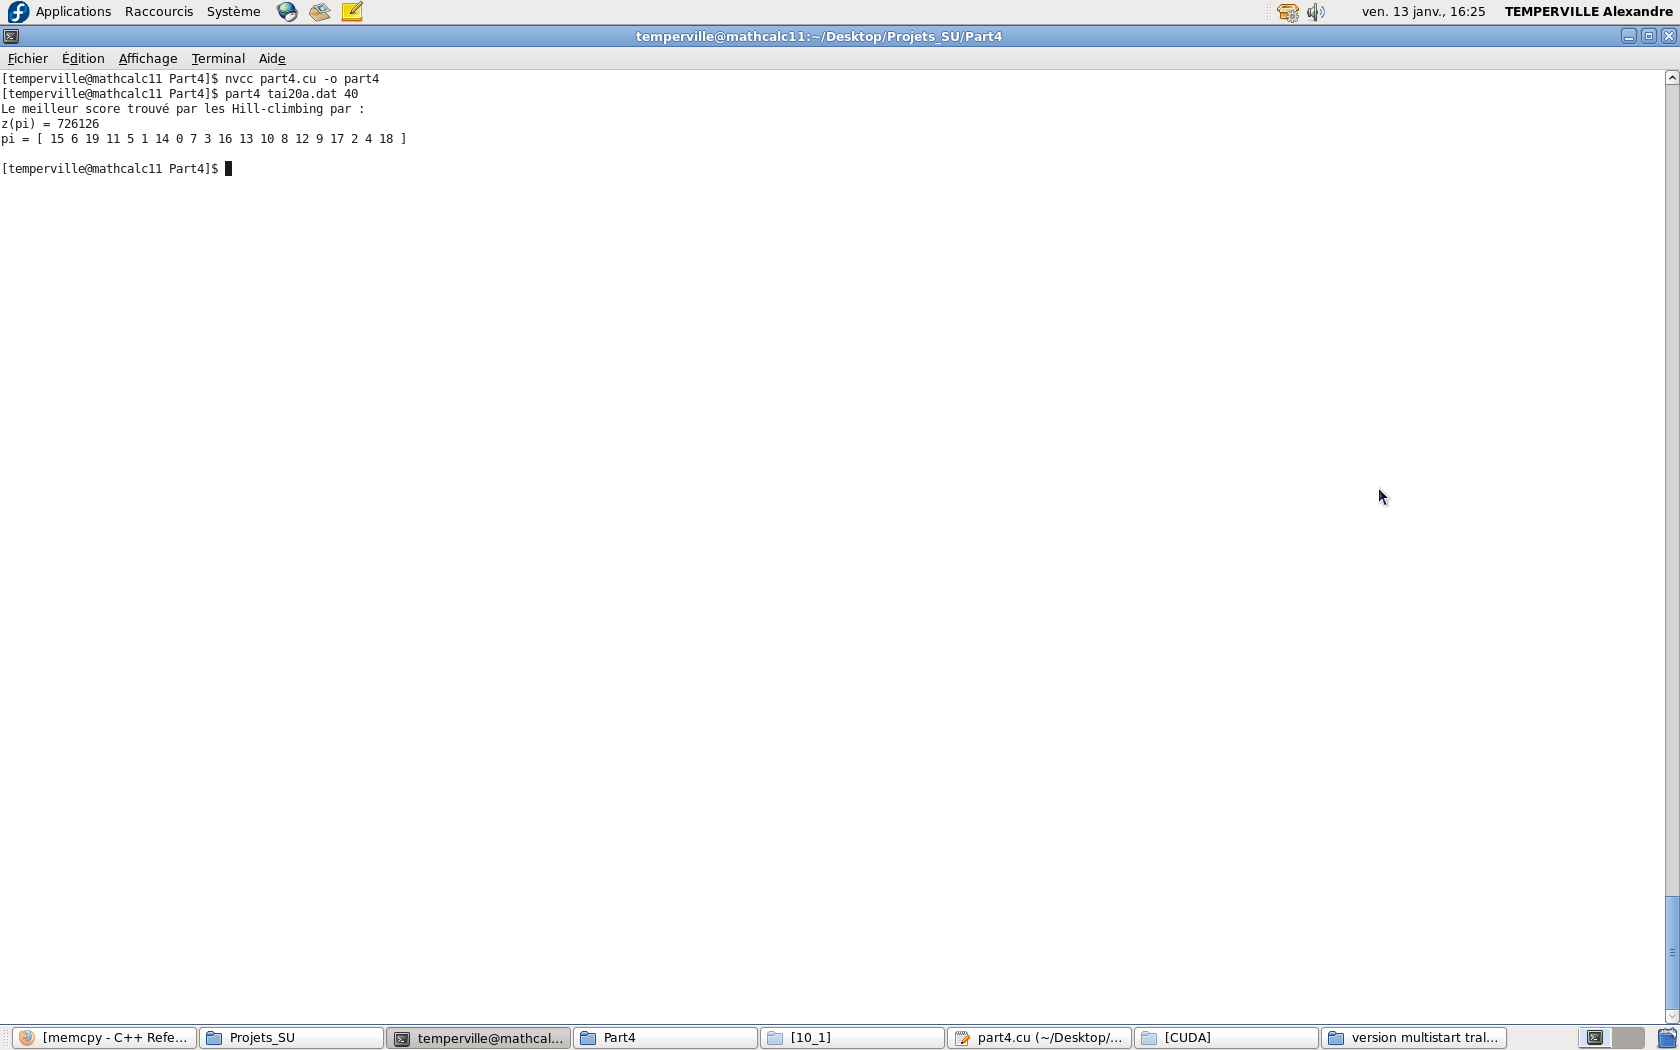 Applications Raccourcis Système ven. 13 janv., 16:25 TEMPERVILLE Alexandre
temperville@mathcalc11:~/Desktop/Projets_SU/Part4
Fichier Édition Affichage Terminal Aide
[temperville@mathcalc11 Part4]$ nvcc part4.cu -o part4
[temperville@mathcalc11 Part4]$ part4 tai20a.dat 40
Le meilleur score trouvé par les Hill-climbing par :
z(pi) = 726126
pi = [ 15 6 19 11 5 1 14 0 7 3 16 13 10 8 12 9 17 2 4 18 ]
[temperville@mathcalc11 Part4]$
[memcpy - C++ Refe... Projets_SU temperville@mathcal... Part4 [10_1] part4.cu (~/Desktop/... [CUDA] version multistart tral...